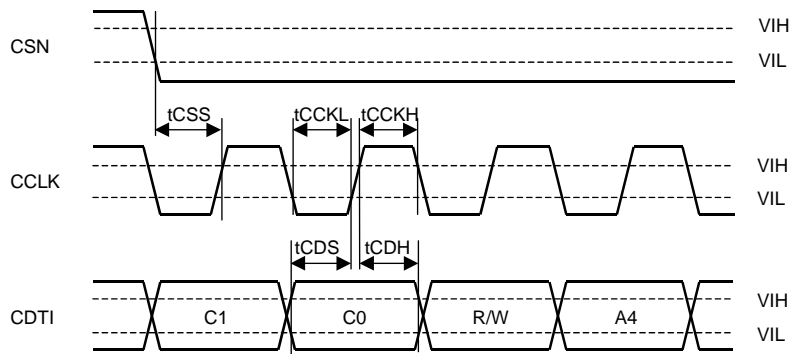 CSN
VIH
VIL
tCSS
tCCKL
tCCKH
CCLK
VIH
VIL
tCDS
tCDH
CDTI
C1
C0
R/W
A4
VIH
VIL